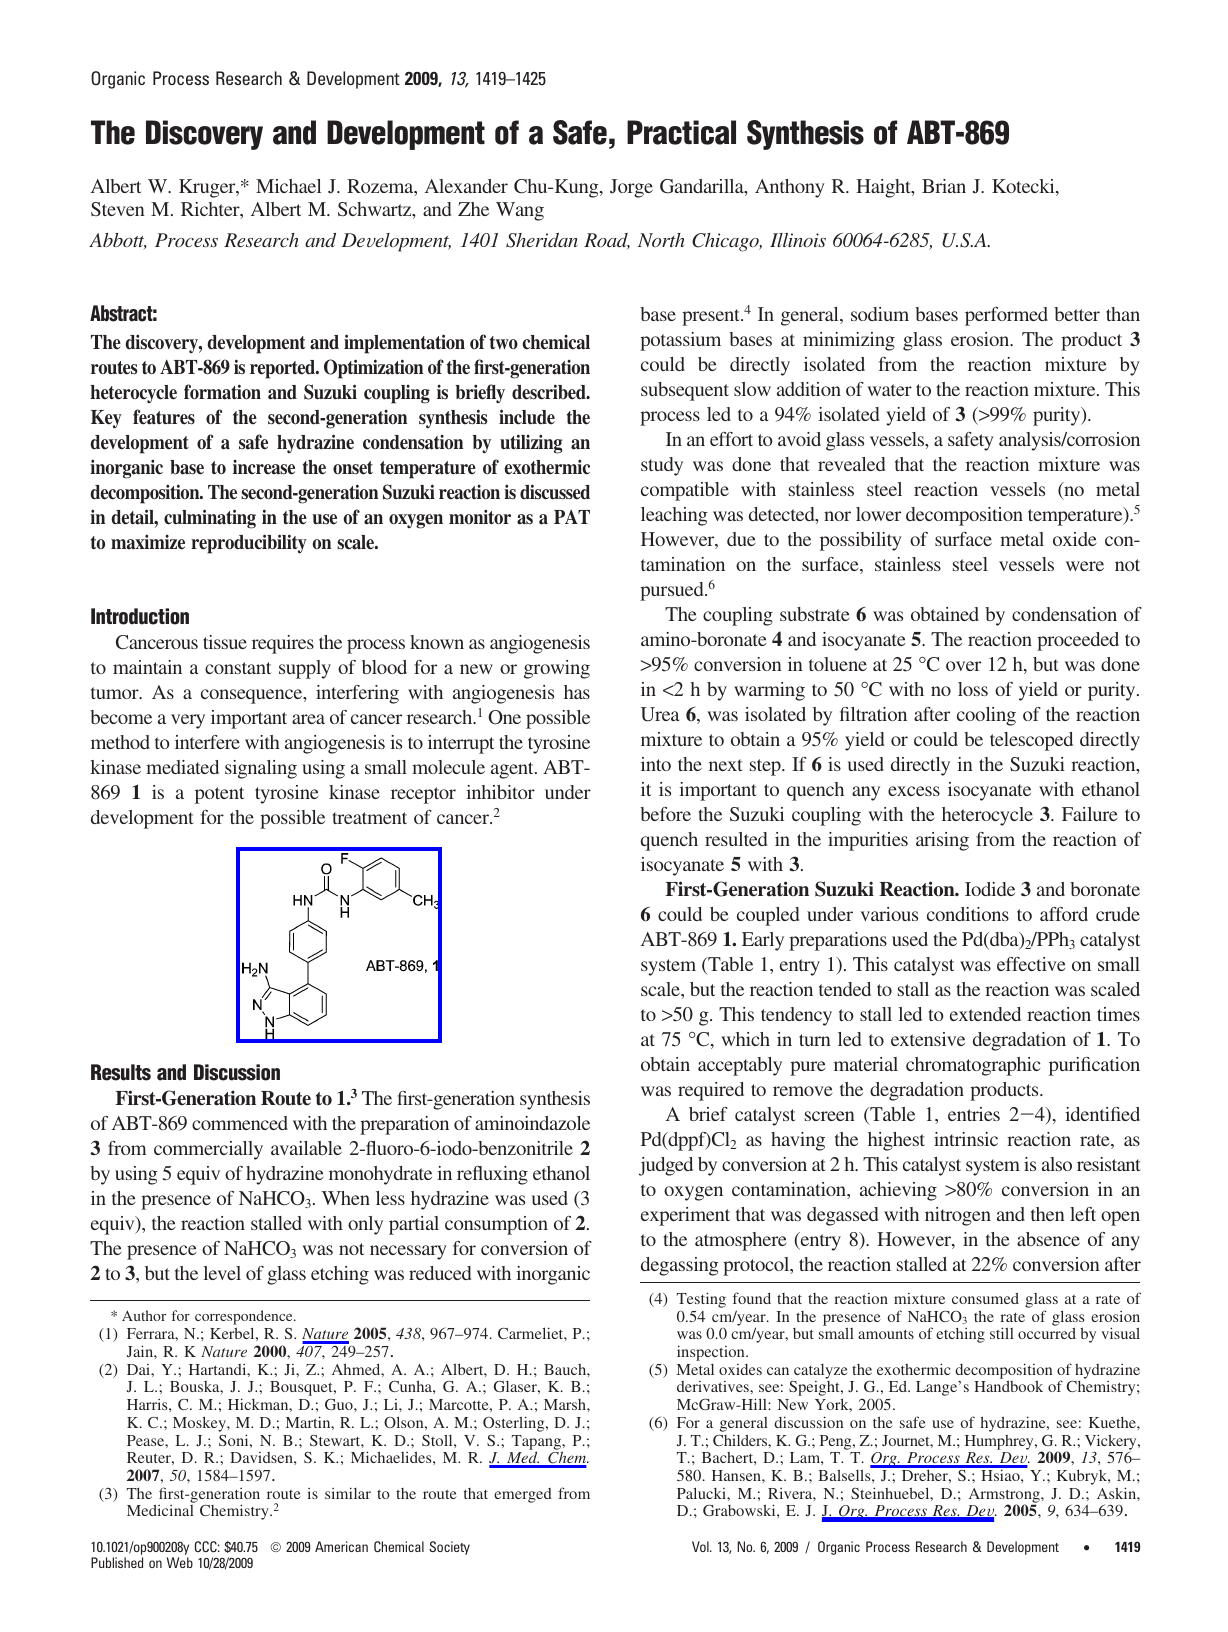 Organic Process Research & Development 2009, 13, 1419–1425
The Discovery and Development of a Safe, Practical Synthesis of ABT-869
Albert W. Kruger,* Michael J. Rozema, Alexander Chu-Kung, Jorge Gandarilla, Anthony R. Haight, Brian J. Kotecki,
Steven M. Richter, Albert M. Schwartz, and Zhe Wang
Abbott, Process Research and Development, 1401 Sheridan Road, North Chicago, Illinois 60064-6285, U.S.A.
Abstract:
The discovery, development and implementation of two chemical
routes to ABT-869 is reported. Optimization of the first-generation
heterocycle formation and Suzuki coupling is briefly described.
Key features of the second-generation synthesis include the
development of a safe hydrazine condensation by utilizing an
inorganic base to increase the onset temperature of exothermic
decomposition. The second-generation Suzuki reaction is discussed
in detail, culminating in the use of an oxygen monitor as a PAT
to maximize reproducibility on scale.
Introduction
Cancerous tissue requires the process known as angiogenesis
to maintain a constant supply of blood for a new or growing
tumor. As a consequence, interfering with angiogenesis has
become a very important area of cancer research.1 One possible
method to interfere with angiogenesis is to interrupt the tyrosine
kinase mediated signaling using a small molecule agent. ABT-
869 1 is a potent tyrosine kinase receptor inhibitor under
development for the possible treatment of cancer.2
F
O
HN
N
H
CH3
H2N
ABT-869, 1
N
N
H
Results and Discussion
First-Generation Route to 1.3 The first-generation synthesis
of ABT-869 commenced with the preparation of aminoindazole
3 from commercially available 2-fluoro-6-iodo-benzonitrile 2
by using 5 equiv of hydrazine monohydrate in refluxing ethanol
in the presence of NaHCO3. When less hydrazine was used (3
equiv), the reaction stalled with only partial consumption of 2.
The presence of NaHCO3 was not necessary for conversion of
2 to 3, but the level of glass etching was reduced with inorganic
* Author for correspondence.
(1) Ferrara, N.; Kerbel, R. S. Nature 2005, 438, 967–974. Carmeliet, P.;
Jain, R. K Nature 2000, 407, 249–257.
(2) Dai, Y.; Hartandi, K.; Ji, Z.; Ahmed, A. A.; Albert, D. H.; Bauch,
J. L.; Bouska, J. J.; Bousquet, P. F.; Cunha, G. A.; Glaser, K. B.;
Harris, C. M.; Hickman, D.; Guo, J.; Li, J.; Marcotte, P. A.; Marsh,
K. C.; Moskey, M. D.; Martin, R. L.; Olson, A. M.; Osterling, D. J.;
Pease, L. J.; Soni, N. B.; Stewart, K. D.; Stoll, V. S.; Tapang, P.;
Reuter, D. R.; Davidsen, S. K.; Michaelides, M. R. J. Med. Chem.
2007, 50, 1584–1597.
(3) The first-generation route is similar to the route that emerged from
Medicinal Chemistry.2
base present.4 In general, sodium bases performed better than
potassium bases at minimizing glass erosion. The product 3
could be directly isolated from the reaction mixture by
subsequent slow addition of water to the reaction mixture. This
process led to a 94% isolated yield of 3 (>99% purity).
In an effort to avoid glass vessels, a safety analysis/corrosion
study was done that revealed that the reaction mixture was
compatible with stainless steel reaction vessels (no metal
leaching was detected, nor lower decomposition temperature).5
However, due to the possibility of surface metal oxide con-
tamination on the surface, stainless steel vessels were not
pursued.6
The coupling substrate 6 was obtained by condensation of
amino-boronate 4 and isocyanate 5. The reaction proceeded to
>95% conversion in toluene at 25 °C over 12 h, but was done
in <2 h by warming to 50 °C with no loss of yield or purity.
Urea 6, was isolated by filtration after cooling of the reaction
mixture to obtain a 95% yield or could be telescoped directly
into the next step. If 6 is used directly in the Suzuki reaction,
it is important to quench any excess isocyanate with ethanol
before the Suzuki coupling with the heterocycle 3. Failure to
quench resulted in the impurities arising from the reaction of
isocyanate 5 with 3.
First-Generation Suzuki Reaction. Iodide 3 and boronate
6 could be coupled under various conditions to afford crude
ABT-869 1. Early preparations used the Pd(dba)2/PPh3 catalyst
system (Table 1, entry 1). This catalyst was effective on small
scale, but the reaction tended to stall as the reaction was scaled
to >50 g. This tendency to stall led to extended reaction times
at 75 °C, which in turn led to extensive degradation of 1. To
obtain acceptably pure material chromatographic purification
was required to remove the degradation products.
A brief catalyst screen (Table 1, entries 2−4), identified
Pd(dppf)Cl2 as having the highest intrinsic reaction rate, as
judged by conversion at 2 h. This catalyst system is also resistant
to oxygen contamination, achieving >80% conversion in an
experiment that was degassed with nitrogen and then left open
to the atmosphere (entry 8). However, in the absence of any
degassing protocol, the reaction stalled at 22% conversion after
(4) Testing found that the reaction mixture consumed glass at a rate of
0.54 cm/year. In the presence of NaHCO3 the rate of glass erosion
was 0.0 cm/year, but small amounts of etching still occurred by visual
inspection.
(5) Metal oxides can catalyze the exothermic decomposition of hydrazine
derivatives, see: Speight, J. G., Ed. Lange's Handbook of Chemistry;
McGraw-Hill: New York, 2005.
(6) For a general discussion on the safe use of hydrazine, see: Kuethe,
J. T.; Childers, K. G.; Peng, Z.; Journet, M.; Humphrey, G. R.; Vickery,
T.; Bachert, D.; Lam, T. T. Org. Process Res. Dev. 2009, 13, 576–
580. Hansen, K. B.; Balsells, J.; Dreher, S.; Hsiao, Y.; Kubryk, M.;
Palucki, M.; Rivera, N.; Steinhuebel, D.; Armstrong, J. D.; Askin,
D.; Grabowski, E. J. J. Org. Process Res. Dev. 2005, 9, 634–639.
10.1021/op900208y CCC: $40.75 © 2009 American Chemical Society
Published on Web 10/28/2009
Vol. 13, No. 6, 2009 / Organic Process Research & Development • 1419